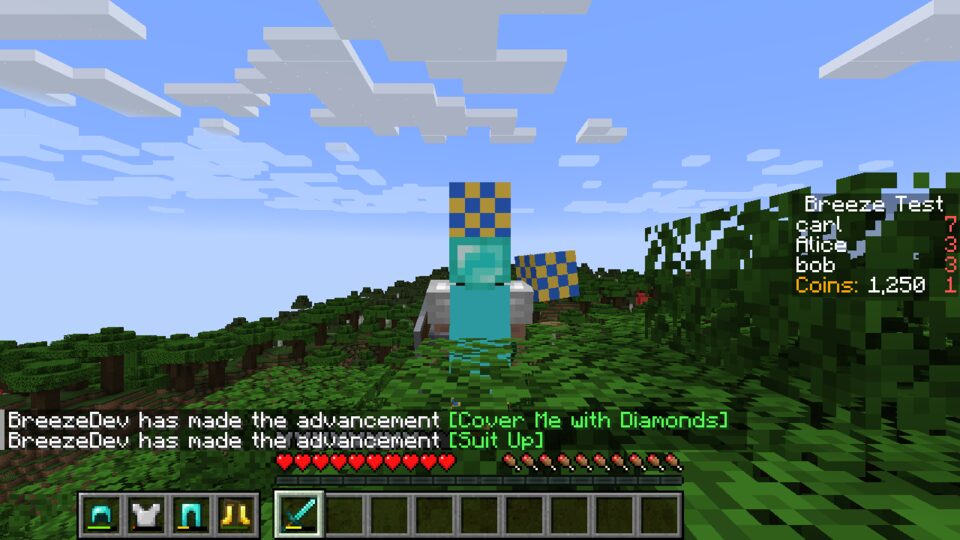 Breeze Test
carl 7
Alice 3
bob 3
Coins: 1,250 1
BreezeDev has made the advancement [Cover Me with Diamonds]
BreezeDev has made the advancement [Suit Up]